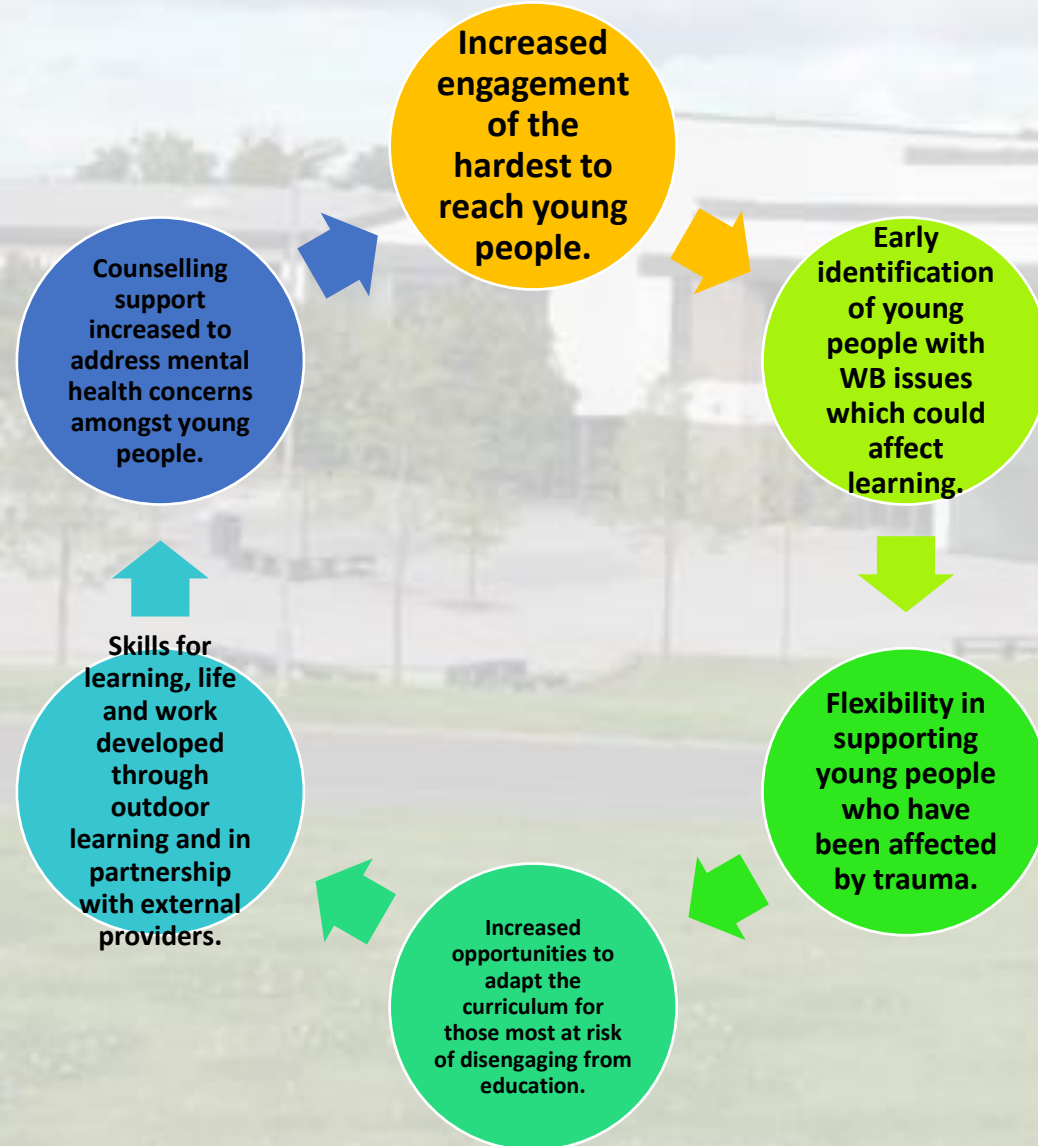 Increased
engagement
of the
hardest to
reach young
people.
Early
identification
of young
people with
WB issues
which could
affect
learning.
Flexibility in
supporting
young people
who have
been affected
by trauma.
Increased
opportunities to
adapt the
curriculum for
those most at risk
of disengaging from
education.
Skills for
learning, life
and work
developed
through
outdoor
learning and in
partnership
with external
providers.
Counselling
support
increased to
address mental
health concerns
amongst young
people.